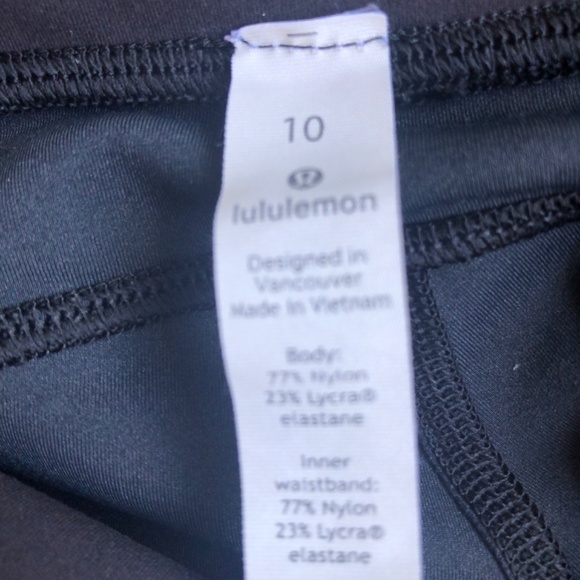 10
lululemon
Designed in
Vancouver
Made in Vietnam
Body:
77% Nylon
23% Lycra®
elastane
Inner
waistband:
77% Nylon
23% Lycra®
elastane